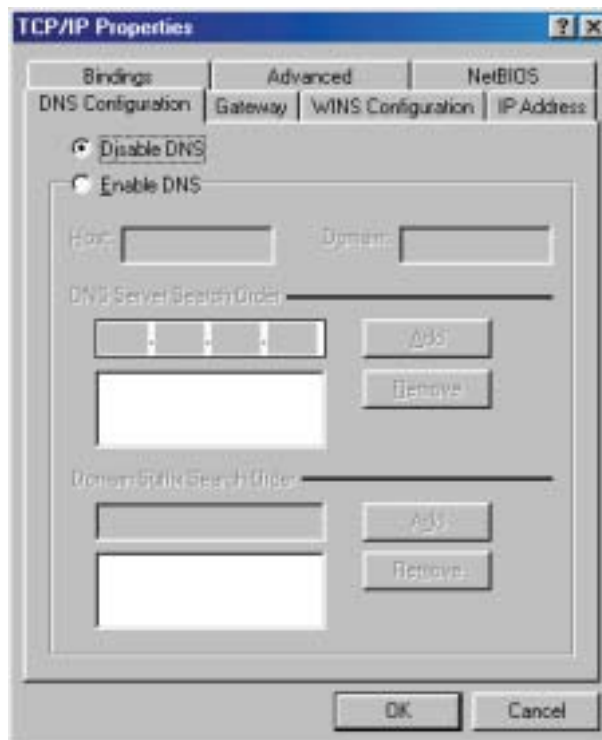 TCP/IP Properties
? X
Bindings Advanced NetBIOS
DNS Configuration Gateway WINS Configuration IP Address
Disable DNS
Enable DNS
Host: Domain:
DNS Server Search Order
. . .
Add
Remove
Domain Suffix Search Order
Add
Remove
OK Cancel